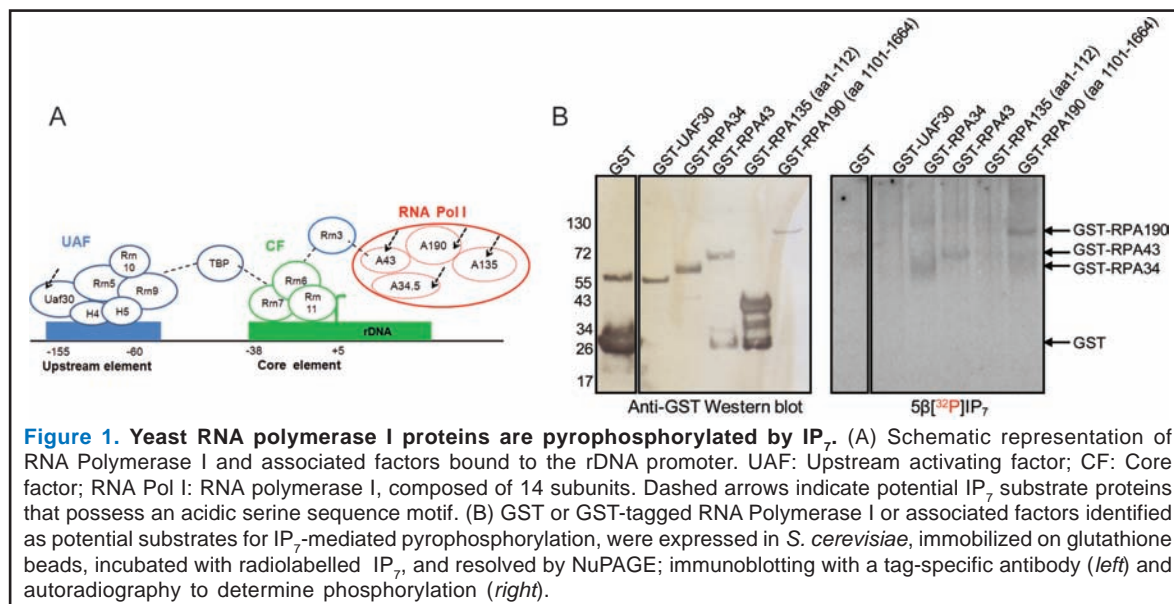 A
UAF
Rrn
10
Uaf30
Rrn5
Rrn9
H4
H5
TBP
CF
Rrn3
Rrn6
Rrn7
Rrn
11
RNA Pol I
A43
A190
A135
A34.5
rDNA
-155
-60
-38
+5
Upstream element
Core element
B
GST
GST-UAF30
GST-RPA34
GST-RPA43
GST-RPA135 (aa1-112)
GST-RPA190 (aa 1101-1664)
130
72
55
43
34
26
17
Anti-GST Western blot
GST
GST-UAF30
GST-RPA34
GST-RPA43
GST-RPA135 (aa1-112)
GST-RPA190 (aa 1101-1664)
GST-RPA190
GST-RPA43
GST-RPA34
GST
5β[³²P]IP₇
Figure 1. Yeast RNA polymerase I proteins are pyrophosphorylated by IP₇. (A) Schematic representation of
RNA Polymerase I and associated factors bound to the rDNA promoter. UAF: Upstream activating factor; CF: Core
factor; RNA Pol I: RNA polymerase I, composed of 14 subunits. Dashed arrows indicate potential IP₇ substrate proteins
that possess an acidic serine sequence motif. (B) GST or GST-tagged RNA Polymerase I or associated factors identified
as potential substrates for IP₇-mediated pyrophosphorylation, were expressed in S. cerevisiae, immobilized on glutathione
beads, incubated with radiolabelled IP₇, and resolved by NuPAGE; immunoblotting with a tag-specific antibody (left) and
autoradiography to determine phosphorylation (right).